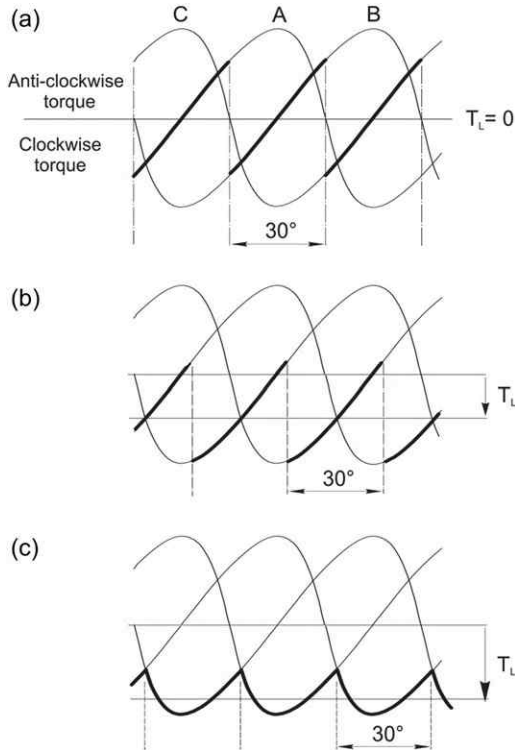 (a)
C A B
Anti-clockwise
torque
Clockwise
torque
T_L = 0
30°
(b)
T_L
30°
(c)
T_L
30°